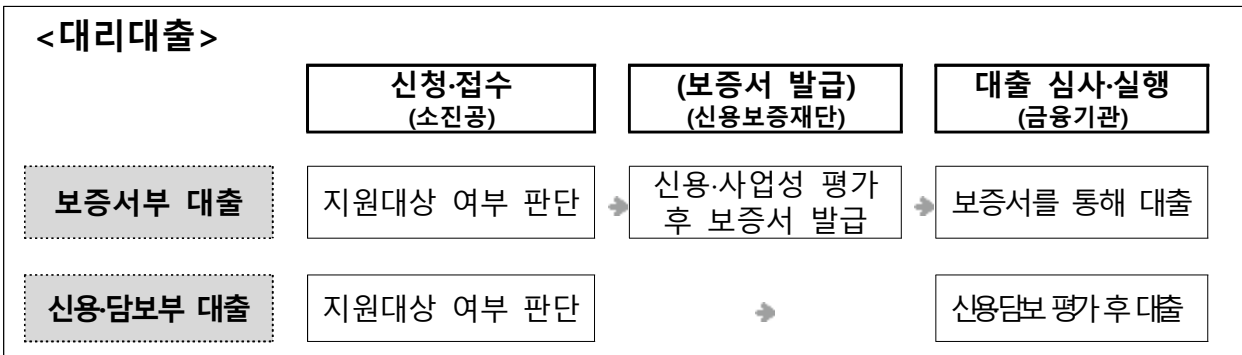 <대리대출>
신청·접수
(소진공)
(보증서 발급)
(신용보증재단)
대출 심사·실행
(금융기관)
보증서부 대출
지원대상 여부 판단
신용·사업성 평가
후 보증서 발급
보증서를 통해 대출
신용·담보부 대출
지원대상 여부 판단
신용·담보 평가 후 대출